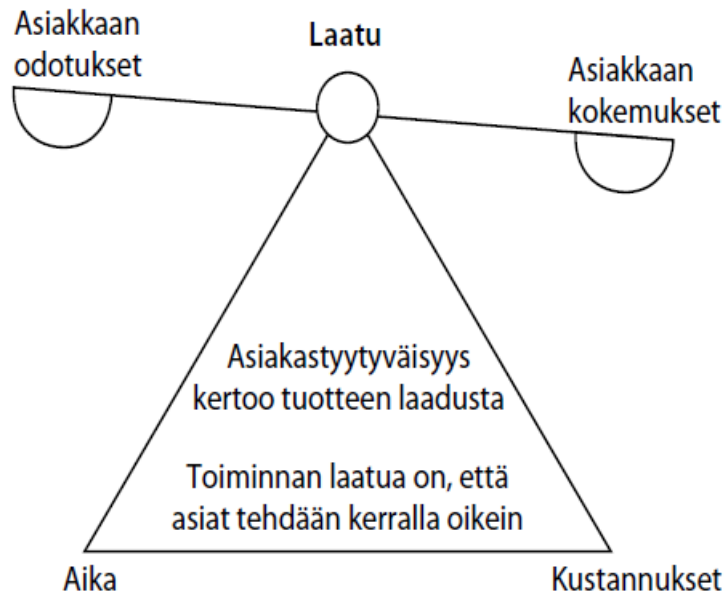 Asiakkaan
odotukset
Laatu
Asiakkaan
kokemukset
Asiakastyytyväisyys
kertoo tuotteen laadusta
Toiminnan laatua on, että
asiat tehdään kerralla oikein
Aika
Kustannukset